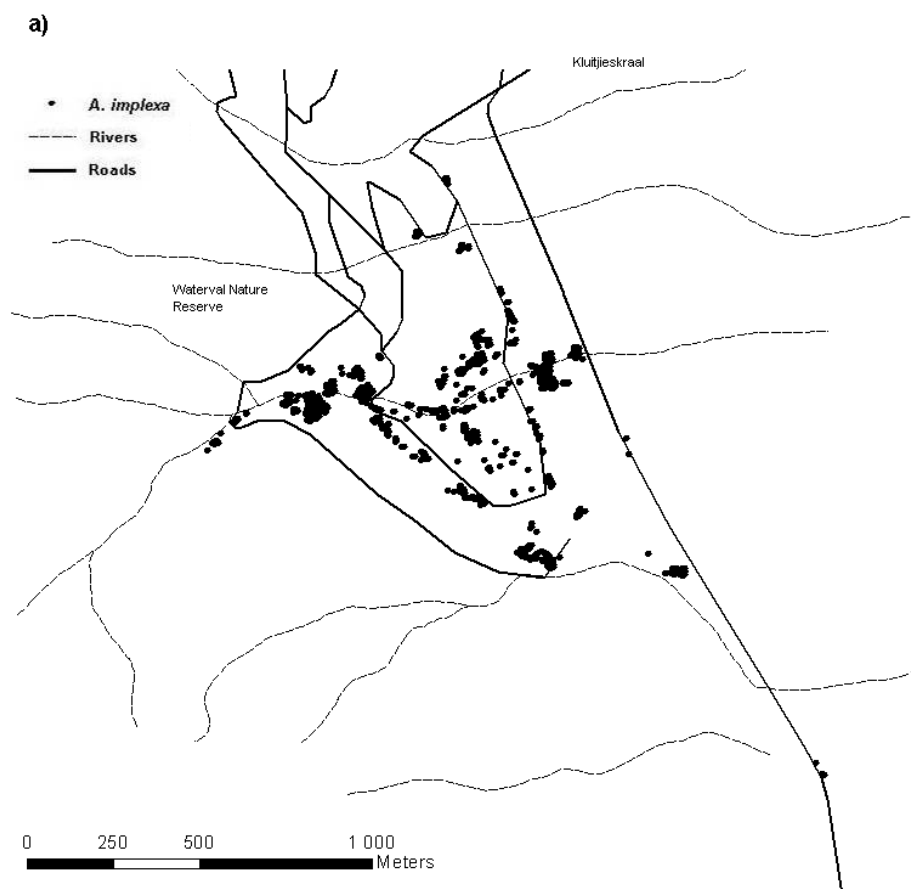 a)
Kluitjieskraal
A. implexa
Rivers
Roads
Waterval Nature
Reserve
0 250 500 1 000
Meters